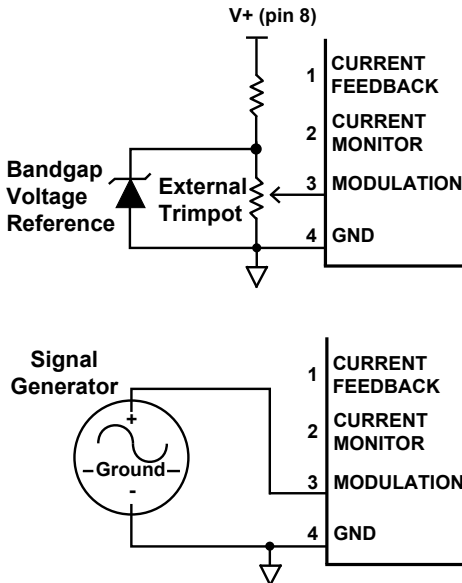 V+ (pin 8)
1 CURRENT
FEEDBACK
2 CURRENT
MONITOR
Bandgap
Voltage
Reference
External
Trimpot
3 MODULATION
4 GND
Signal
Generator
+
Ground
-
1 CURRENT
FEEDBACK
2 CURRENT
MONITOR
3 MODULATION
4 GND